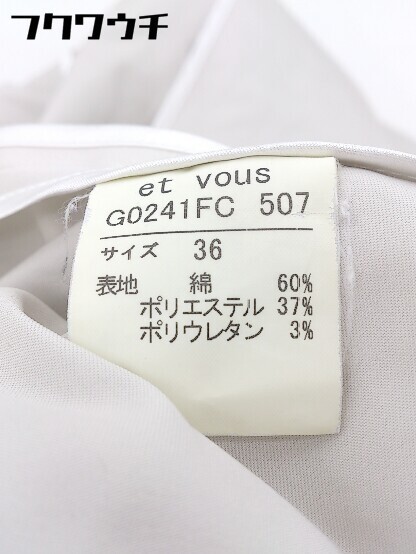 フクワウチ
et vous
G0241FC 507
サイズ 36
表地 綿 60%
ポリエステル 37%
ポリウレタン 3%